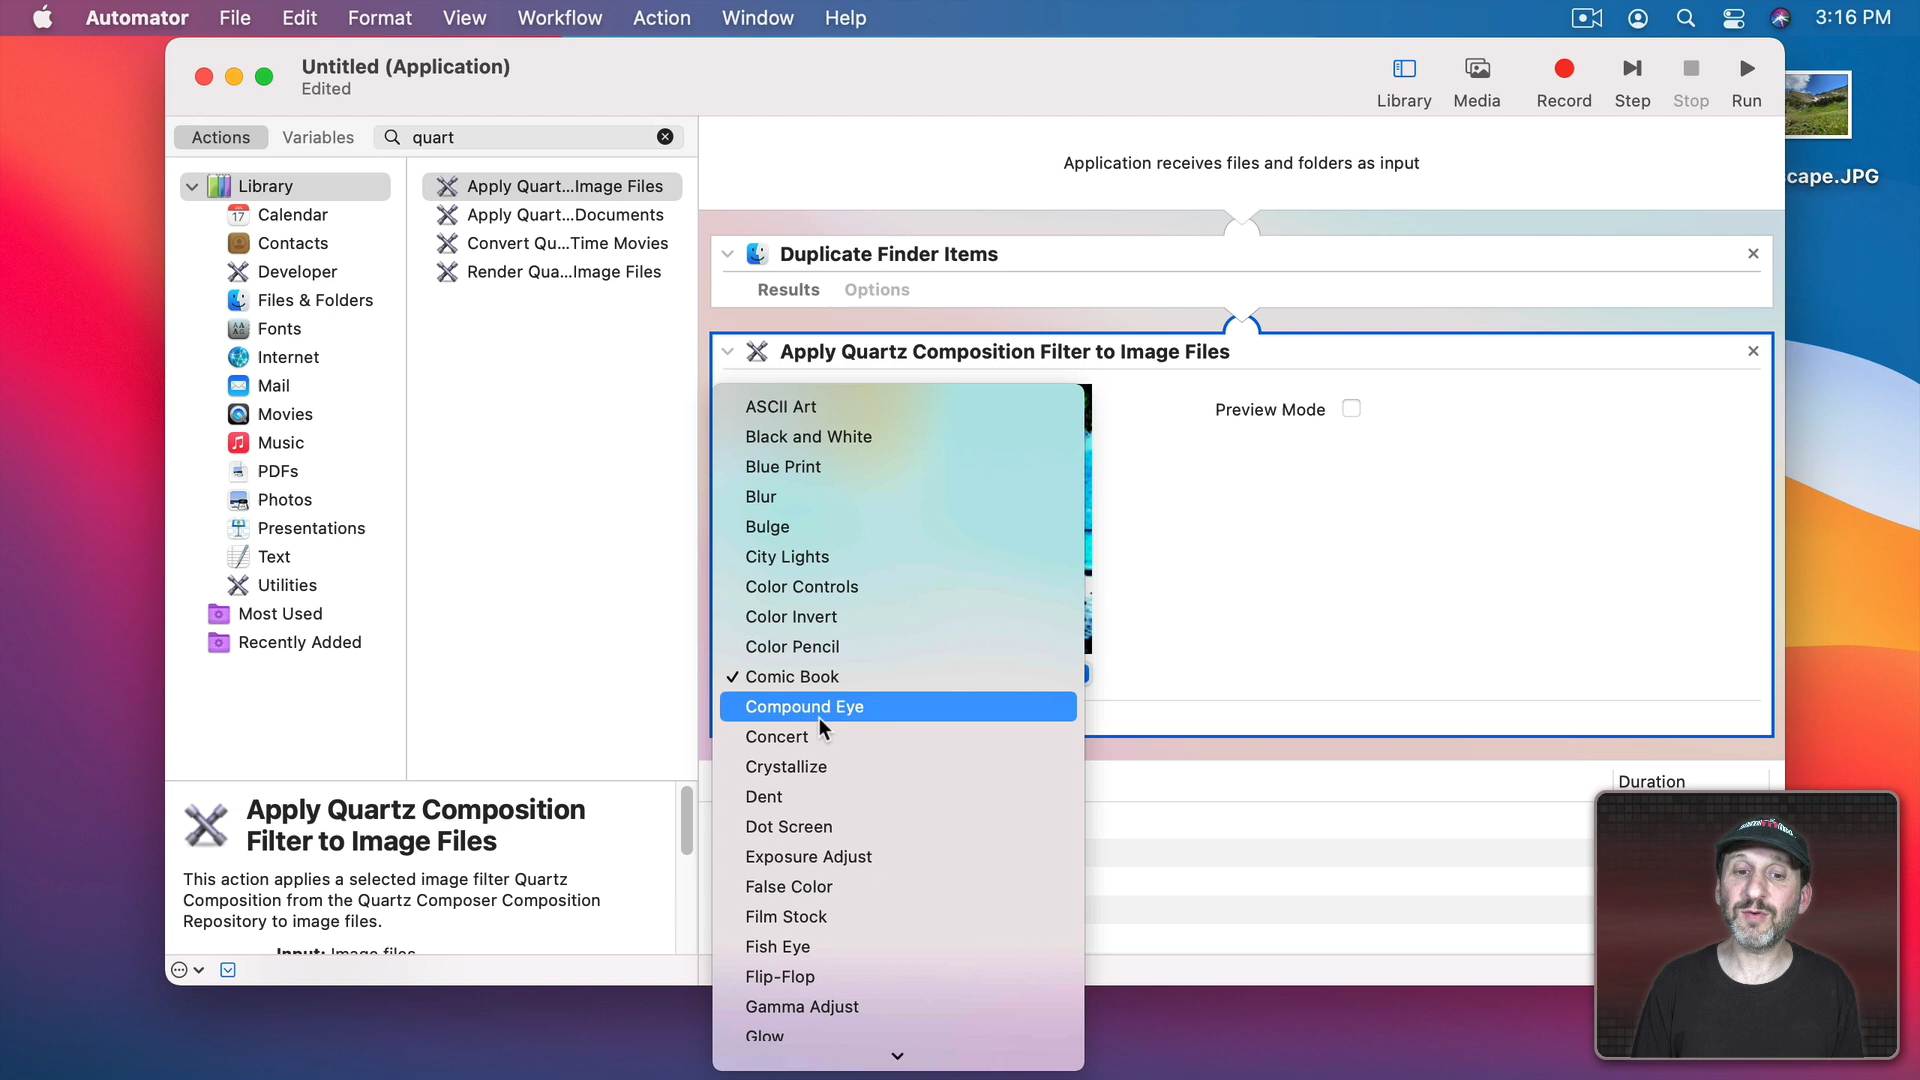 Automator File Edit Format View Workflow Action Window Help 3:16 PM
Untitled (Application)
Edited
Library Media Record Step Stop Run
Actions Variables quart
Library
17 Calendar
Contacts
Developer
Files & Folders
Fonts
Internet
Mail
Movies
Music
PDFs
Photos
Presentations
Text
Utilities
Most Used
Recently Added
Apply Quart...Image Files
Apply Quart...Documents
Convert Qu...Time Movies
Render Qua...Image Files
Application receives files and folders as input
Duplicate Finder Items
Results Options
Apply Quartz Composition Filter to Image Files
Preview Mode
ASCII Art
Black and White
Blue Print
Blur
Bulge
City Lights
Color Controls
Color Invert
Color Pencil
✓ Comic Book
Compound Eye
Concert
Crystallize
Dent
Dot Screen
Exposure Adjust
False Color
Film Stock
Fish Eye
Flip-Flop
Gamma Adjust
Glow
Duration
Apply Quartz Composition
Filter to Image Files
This action applies a selected image filter Quartz
Composition from the Quartz Composer Composition
Repository to image files.
Input: Image files
cape.JPG